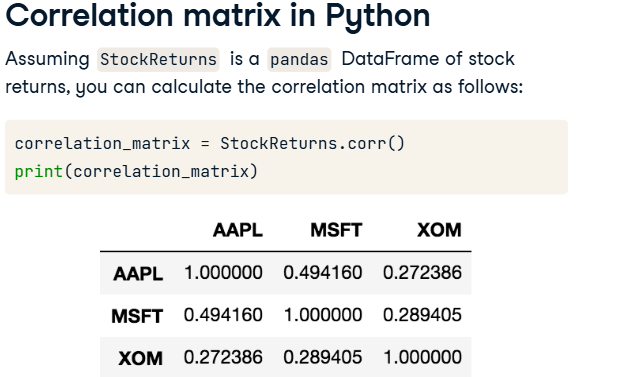 Correlation matrix in Python
Assuming StockReturns is a pandas DataFrame of stock
returns, you can calculate the correlation matrix as follows:
correlation_matrix = StockReturns.corr()
print(correlation_matrix)
AAPL MSFT XOM
AAPL 1.000000 0.494160 0.272386
MSFT 0.494160 1.000000 0.289405
XOM 0.272386 0.289405 1.000000